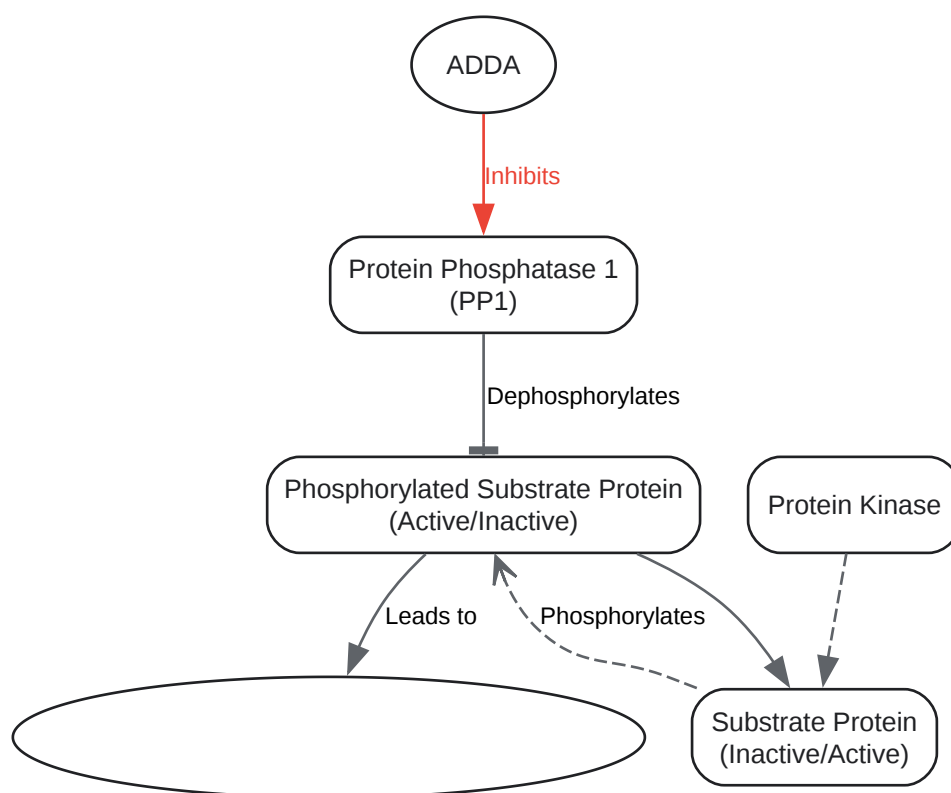 ADDA
Inhibits
Protein Phosphatase 1
(PP1)
Dephosphorylates
Phosphorylated Substrate Protein
(Active/Inactive)
Protein Kinase
Leads to
Phosphorylates
Substrate Protein
(Inactive/Active)